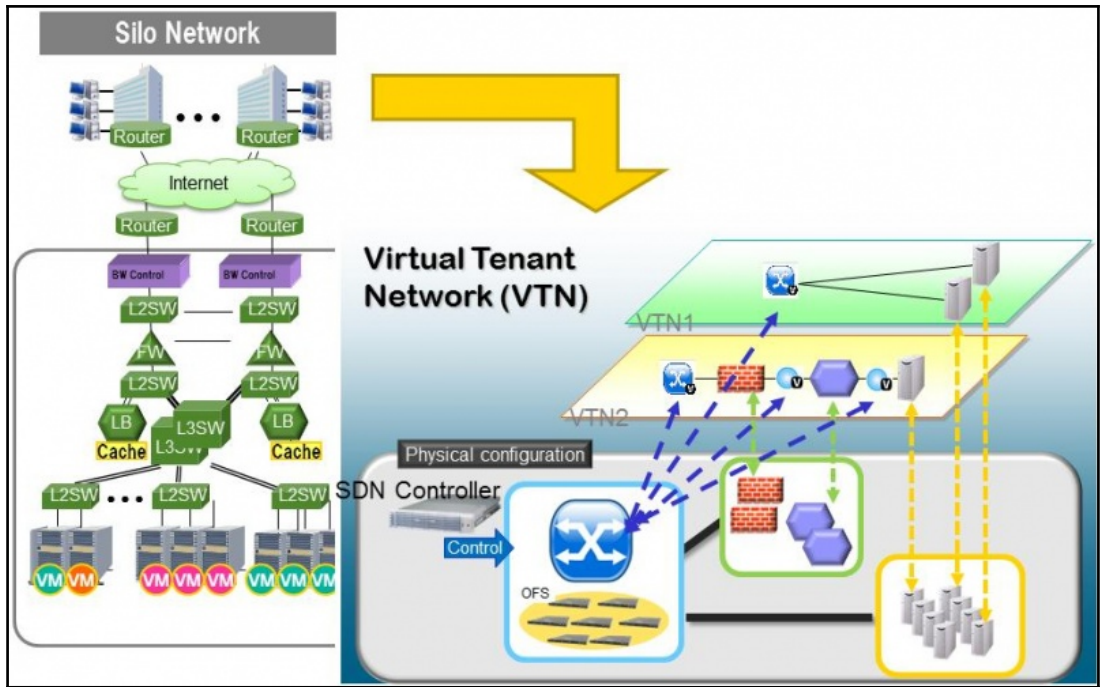 Silo Network
Router
Router
Internet
Router
Router
BW Control
BW Control
L2SW
L2SW
FW
FW
L2SW
L2SW
LB
L3SW
LB
Cache
L3SW
Cache
L2SW
L2SW
L2SW
VM
VM
VM
VM
VM
VM
VM
VM
Virtual Tenant
Network (VTN)
V
VTN1
V
V
V
VTN2
Physical configuration
SDN Controller
Control
OFS